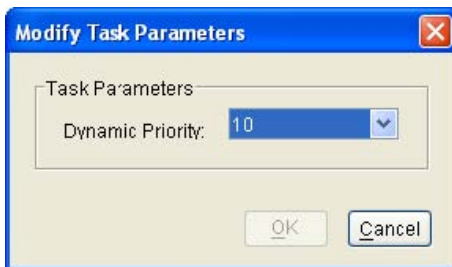 Modify Task Parameters
Task Parameters
Dynamic Priority: 10
OK Cancel